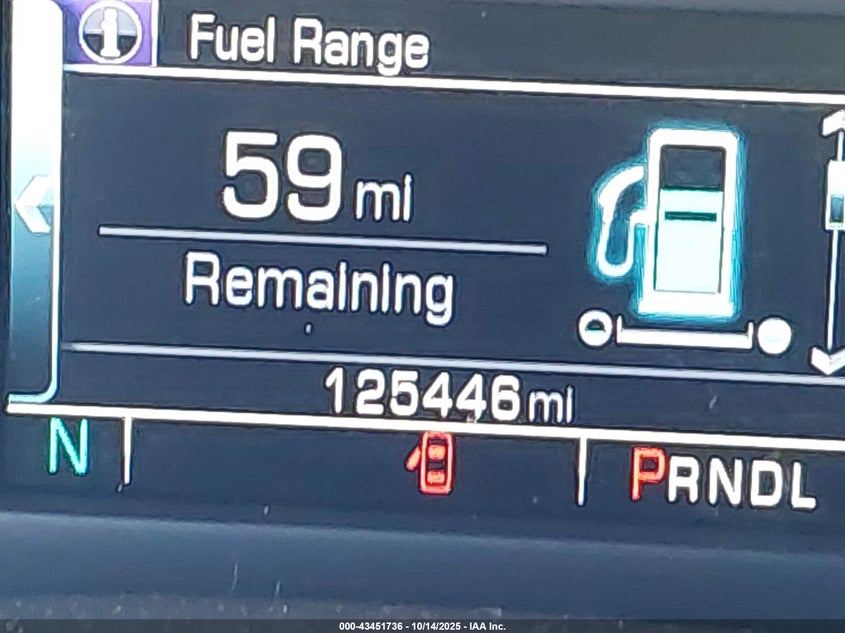 Fuel Range
59 mi
Remaining
125446 mi
N
PRNDL
000-43451736 - 10/14/2025 - IAA Inc.